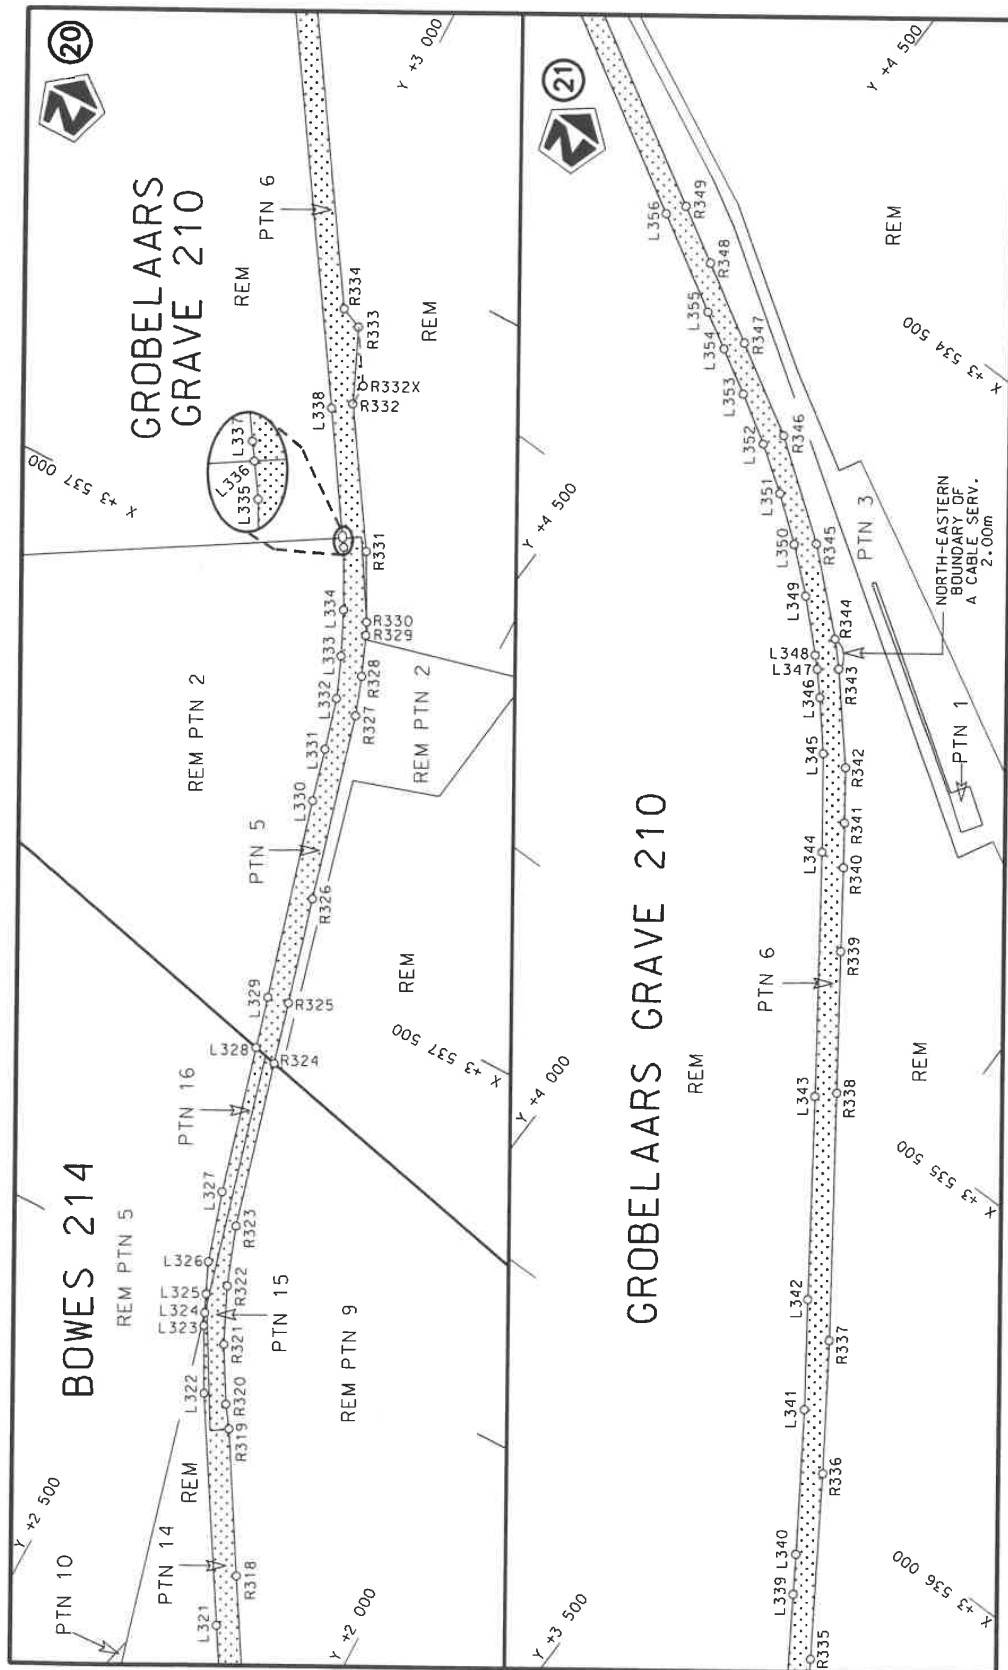 20
Y +3 000
GROBELAARS
GRAVE 210
PTN 6
REM
R334
R333
REM
R332X
R332
L338
L337
L336
L335
X +3 537 000
R331
L334
R330
R329
L333
R328
L332
R327
REM PTN 2
REM PTN 2
L331
L330
PTN 5
R326
L329
R325
REM
L328
R324
X +3 537 500
PTN 16
BOWES 214
REM PTN 5
L327
R323
L326
L325
L324
L323
R322
PTN 15
R321
L322
R320
R319
REM PTN 9
REM
Y +2 500
PTN 10
PTN 14
R318
L321
Y +2 000
21
Y +4 500
L356
R349
R348
REM
L355
L354
R347
L353
X +3 534 500
L352
R346
L351
PTN 3
L350
R345
Y +4 500
L349
R344
NORTH-EASTERN
BOUNDARY OF
A CABLE SERV.
2.00m
L348
L347
R343
L346
L345
R342
PTN 1
R341
L344
R340
GROBELAARS GRAVE 210
R339
PTN 6
REM
REM
L343
R338
Y +4 000
X +3 535 500
L342
R337
L341
R336
L340
L339
X +3 536 000
R335
Y +3 500